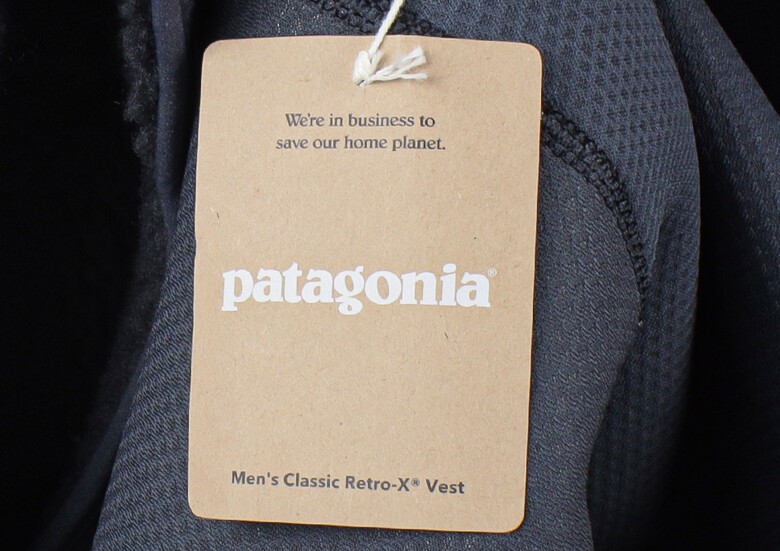 We're in business to
save our home planet.
patagonia®
Men's Classic Retro-X® Vest